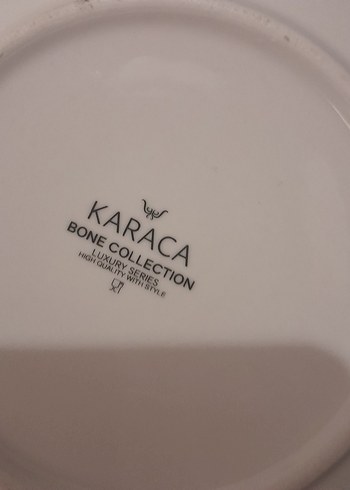 KARACA
BONE COLLECTION
LUXURY SERIES
HIGH QUALITY WITH STYLE